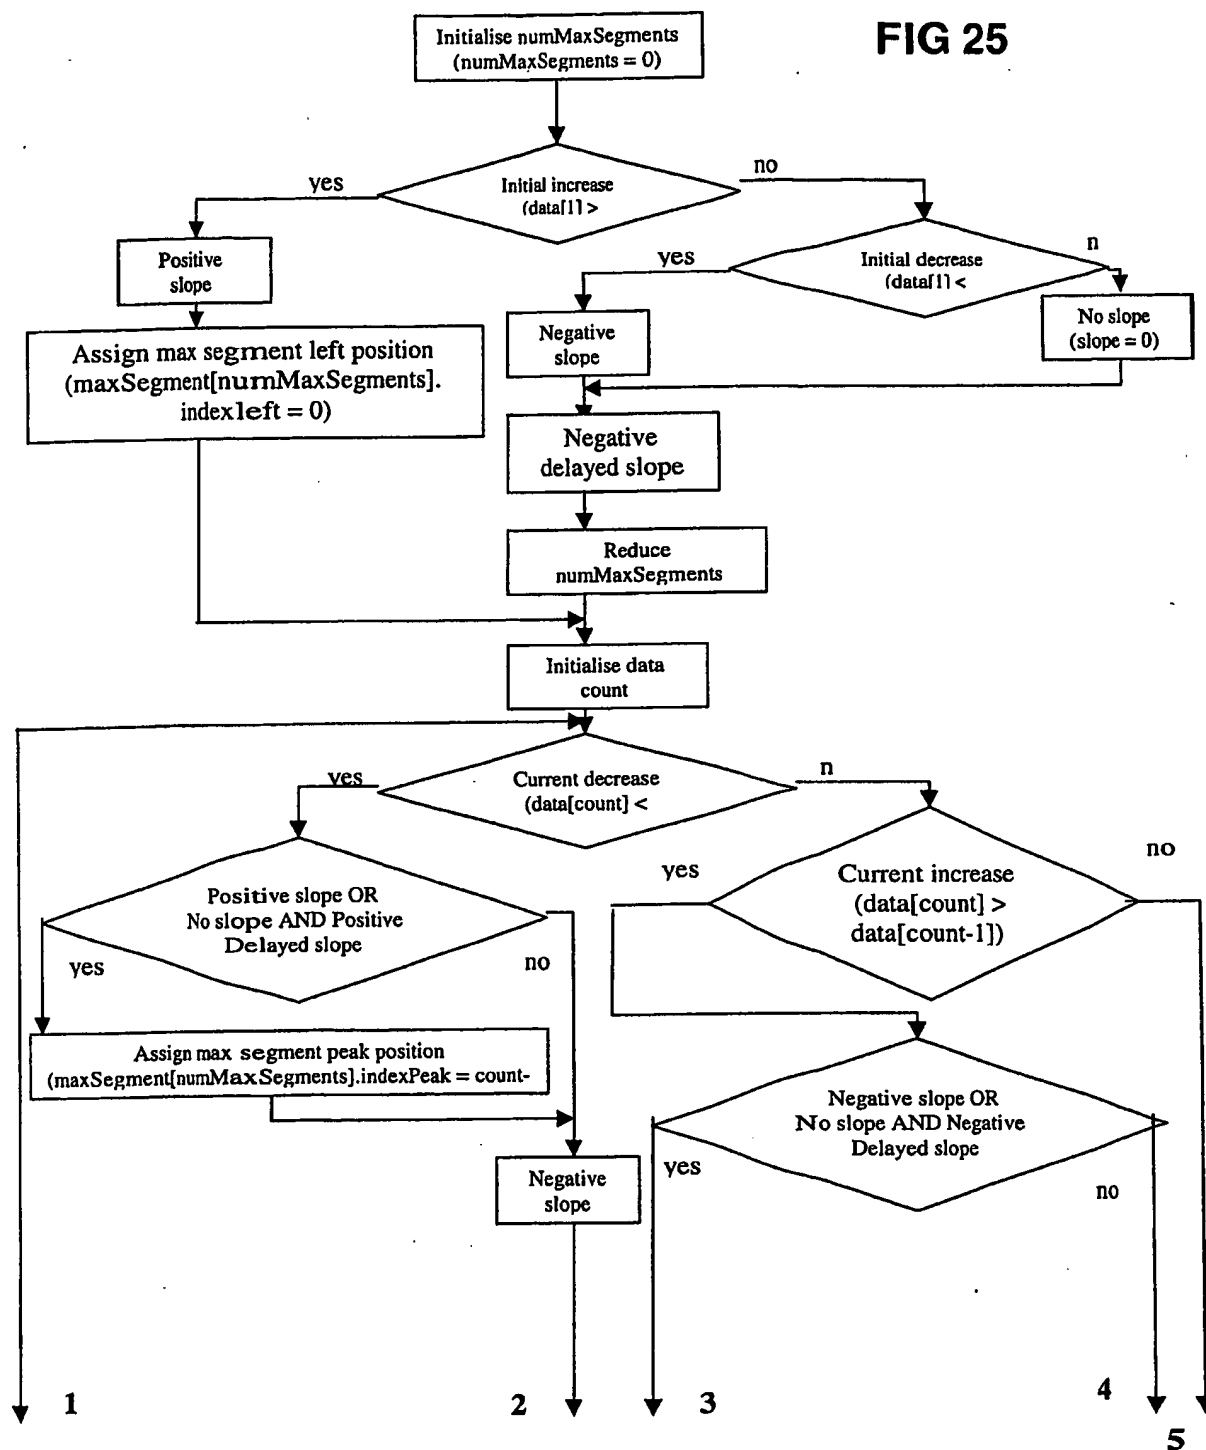 FIG 25
Initialise numMaxSegments
(numMaxSegments = 0)
yes
Initial increase
(data[1] >
no
Positive
slope
yes
Initial decrease
(data[1] <
n
Negative
slope
No slope
(slope = 0)
Assign max segment left position
(maxSegment[numMaxSegments].
indexleft = 0)
Negative
delayed slope
Reduce
numMaxSegments
Initialise data
count
yes
Current decrease
(data[count] <
n
yes
Current increase
(data[count] >
data[count-1])
no
Positive slope OR
No slope AND Positive
Delayed slope
yes
no
Assign max segment peak position
(maxSegment[numMaxSegments].indexPeak = count-
Negative slope OR
No slope AND Negative
Delayed slope
yes
no
Negative
slope
1
2
3
4
5